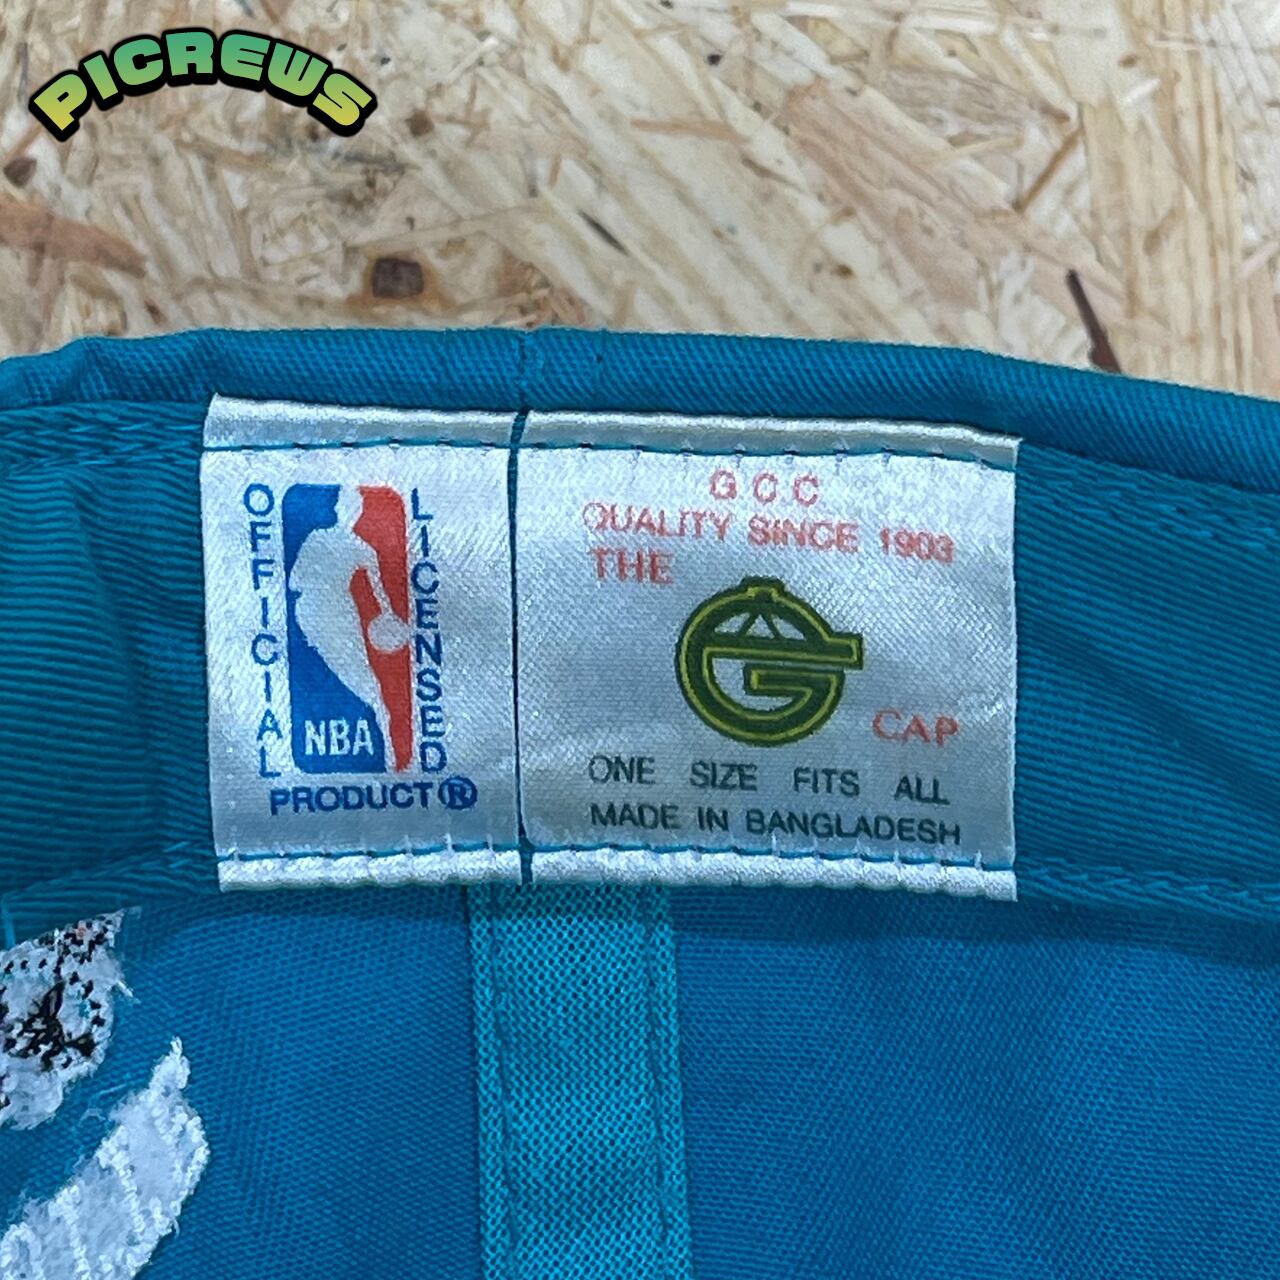 PICREWS
OFFICIAL
LICENSED
NBA
PRODUCT®
G C C
QUALITY SINCE 1903
THE
G
CAP
ONE SIZE FITS ALL
MADE IN BANGLADESH